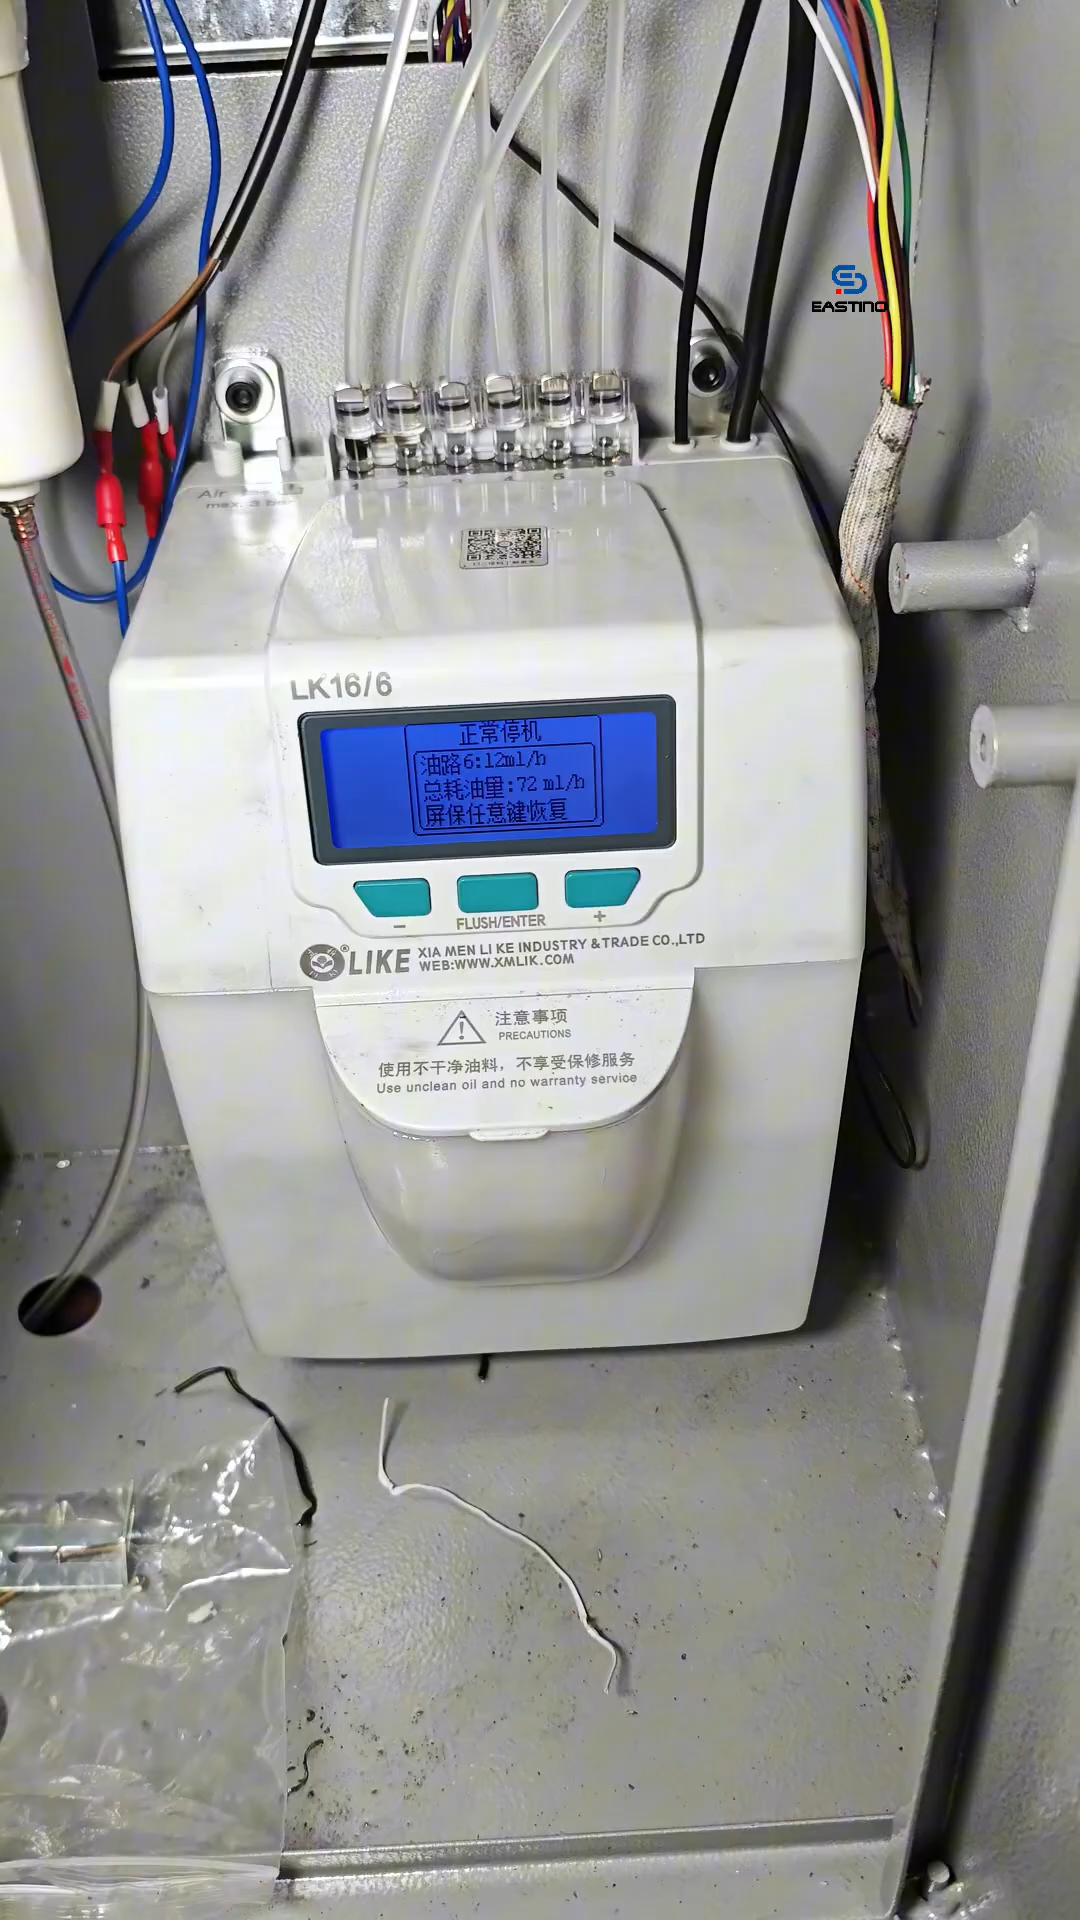 EASTINO
Air
max. 3 ba
1 2 3 4 5 6
LK16/6
正常停机
油路6:12ml/h
总耗油量:72 ml/h
屏保任意键恢复
−
FLUSH/ENTER
+
®
LIKE
XIA MEN LI KE INDUSTRY & TRADE CO.,LTD
WEB:WWW.XMLIK.COM
注意事项
PRECAUTIONS
使用不干净油料，不享受保修服务
Use unclean oil and no warranty service